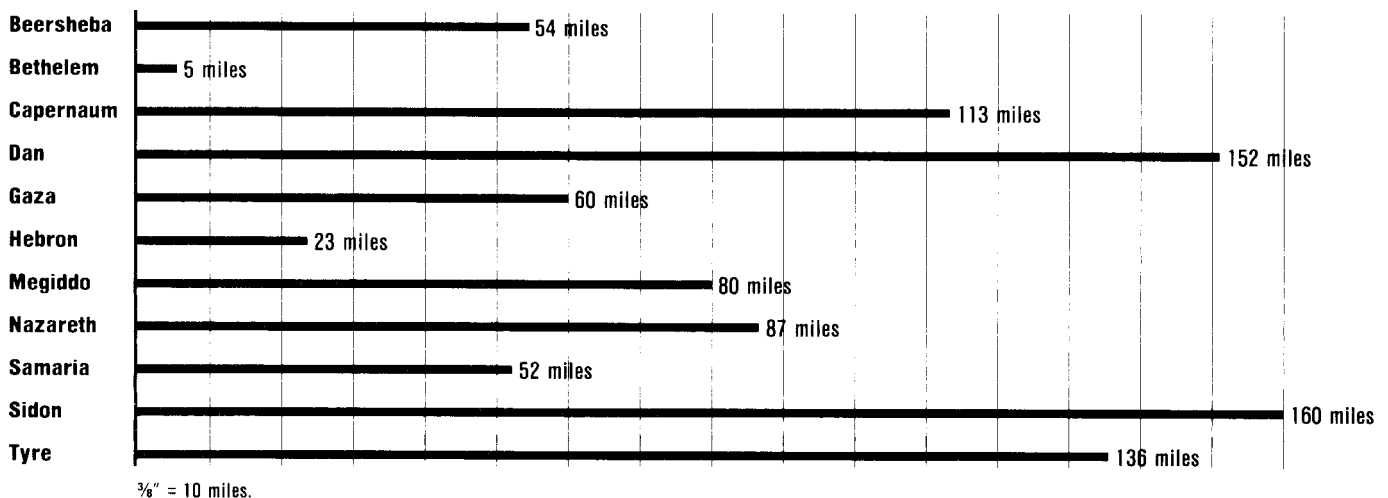 Beersheba 54 miles
Bethelem 5 miles
Capernaum 113 miles
Dan 152 miles
Gaza 60 miles
Hebron 23 miles
Megiddo 80 miles
Nazareth 87 miles
Samaria 52 miles
Sidon 160 miles
Tyre 136 miles
⅜" = 10 miles.